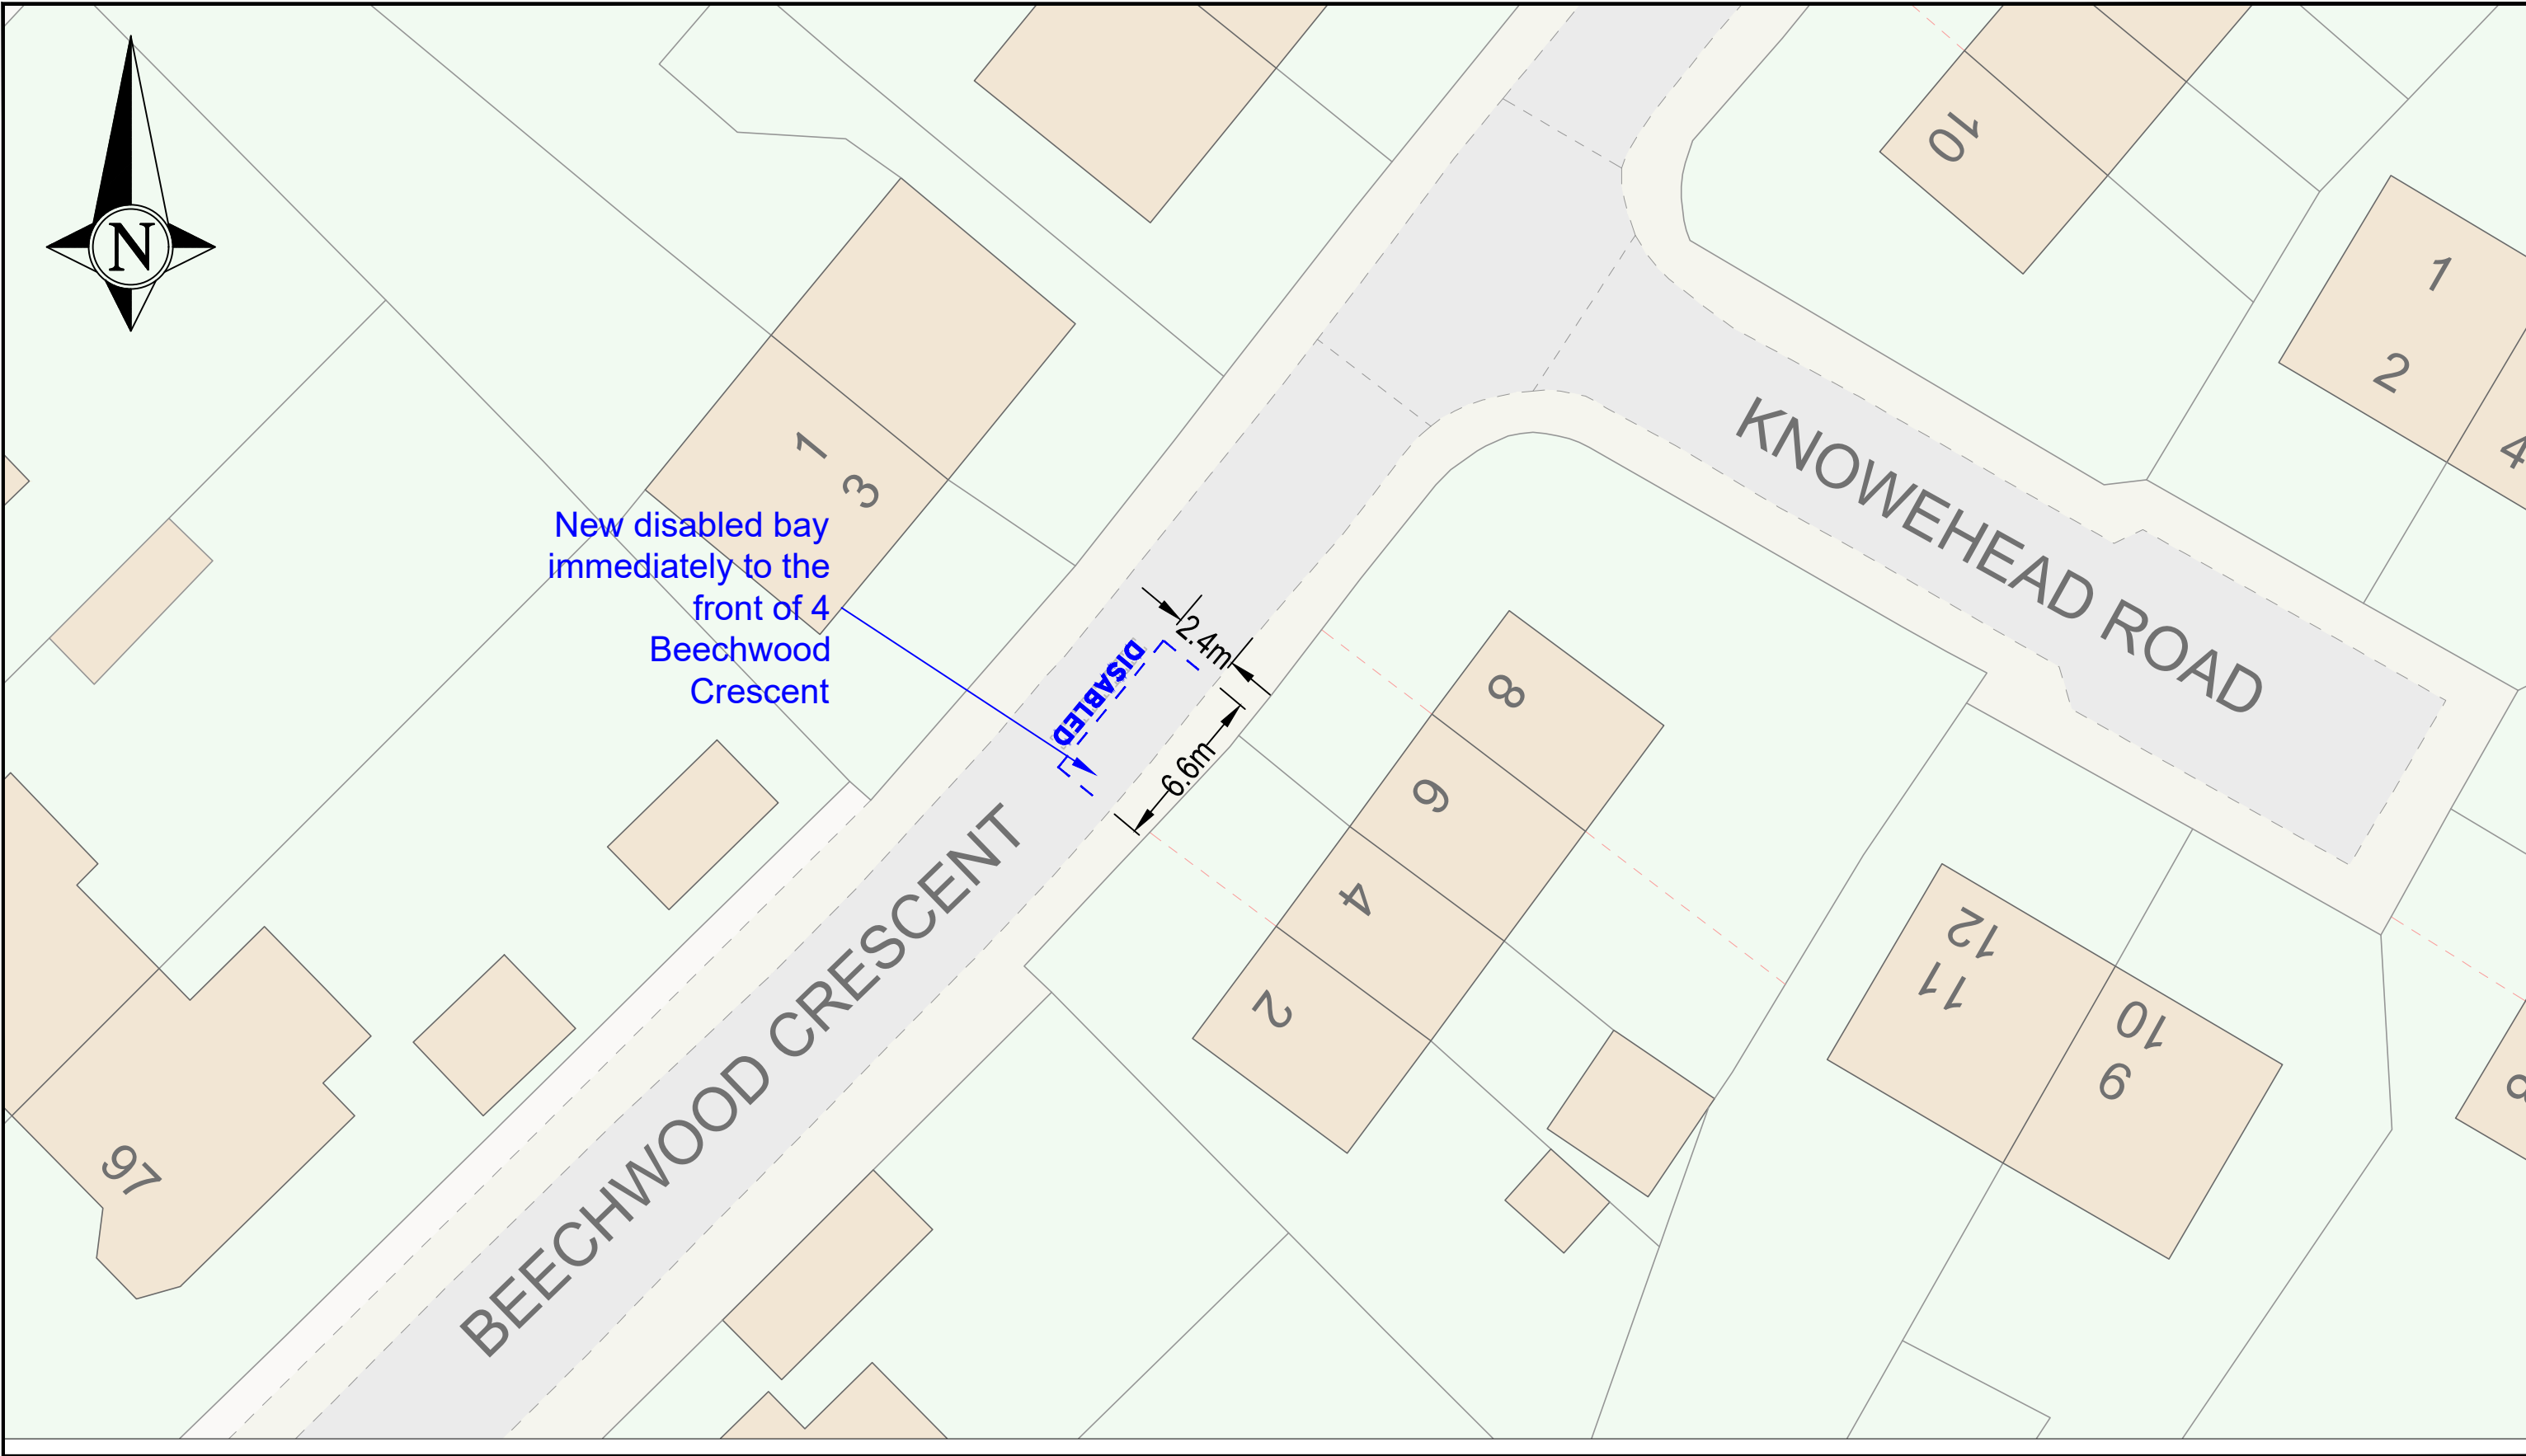 N
10
1
2
4
KNOWEHEAD ROAD
1
3
New disabled bay
immediately to the
front of 4
Beechwood
Crescent
DISABLED
2.4m
6.6m
8
6
4
2
BEECHWOOD CRESCENT
12
11
10
9
97